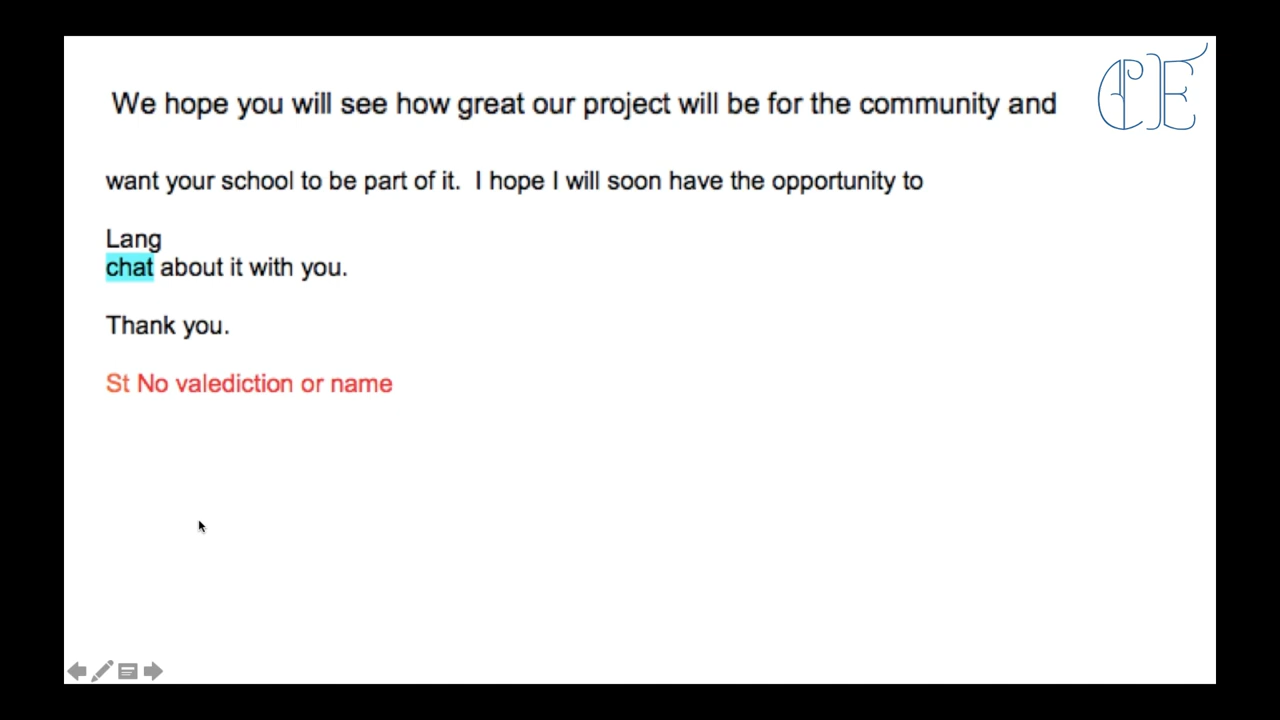 CE
We hope you will see how great our project will be for the community and
want your school to be part of it.  I hope I will soon have the opportunity to
Lang
chat about it with you.
Thank you.
St No valediction or name